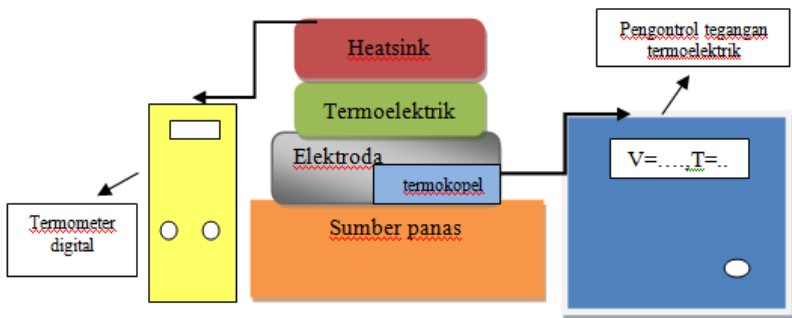 Heatsink
Pengontrol tegangan
termoelektrik
Termoelektrik
Elektroda
termokopel
V=....,T=..
Sumber panas
Termometer
digital